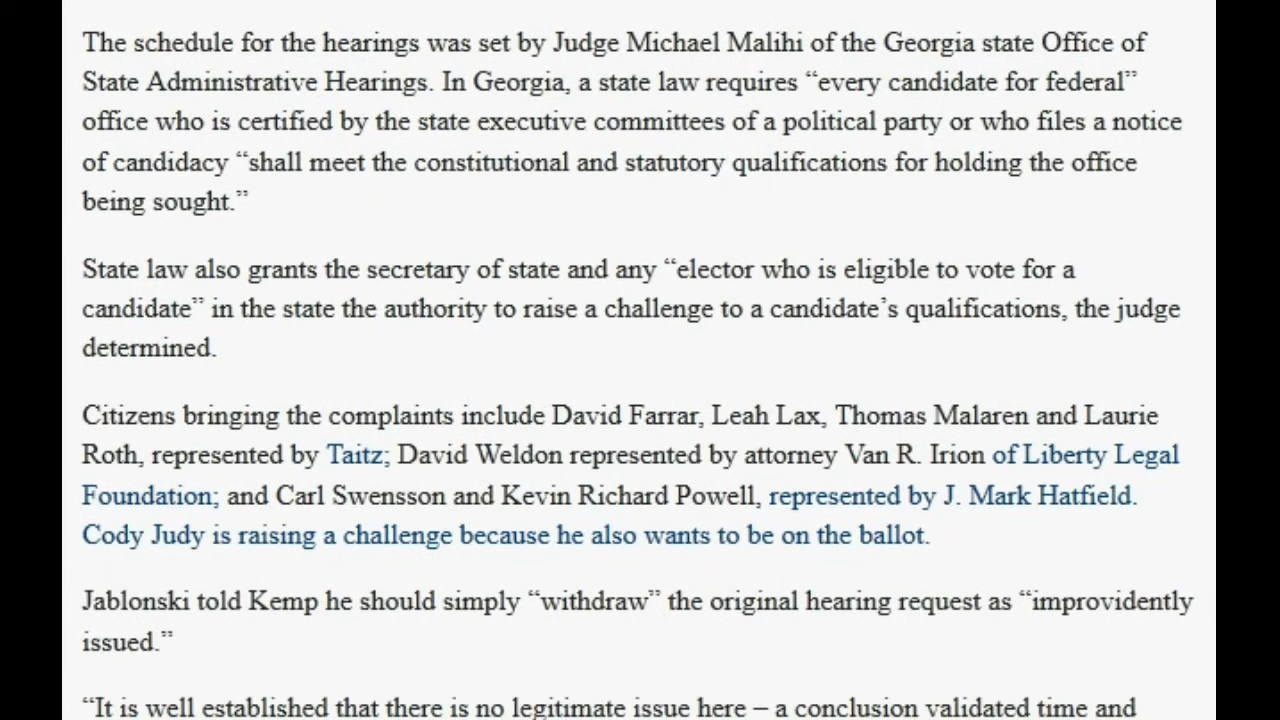 The schedule for the hearings was set by Judge Michael Malihi of the Georgia state Office of
State Administrative Hearings. In Georgia, a state law requires “every candidate for federal”
office who is certified by the state executive committees of a political party or who files a notice
of candidacy “shall meet the constitutional and statutory qualifications for holding the office
being sought.”
State law also grants the secretary of state and any “elector who is eligible to vote for a
candidate” in the state the authority to raise a challenge to a candidate’s qualifications, the judge
determined.
Citizens bringing the complaints include David Farrar, Leah Lax, Thomas Malaren and Laurie
Roth, represented by Taitz; David Weldon represented by attorney Van R. Irion of Liberty Legal
Foundation; and Carl Swensson and Kevin Richard Powell, represented by J. Mark Hatfield.
Cody Judy is raising a challenge because he also wants to be on the ballot.
Jablonski told Kemp he should simply “withdraw” the original hearing request as “improvidently
issued.”
“It is well established that there is no legitimate issue here – a conclusion validated time and